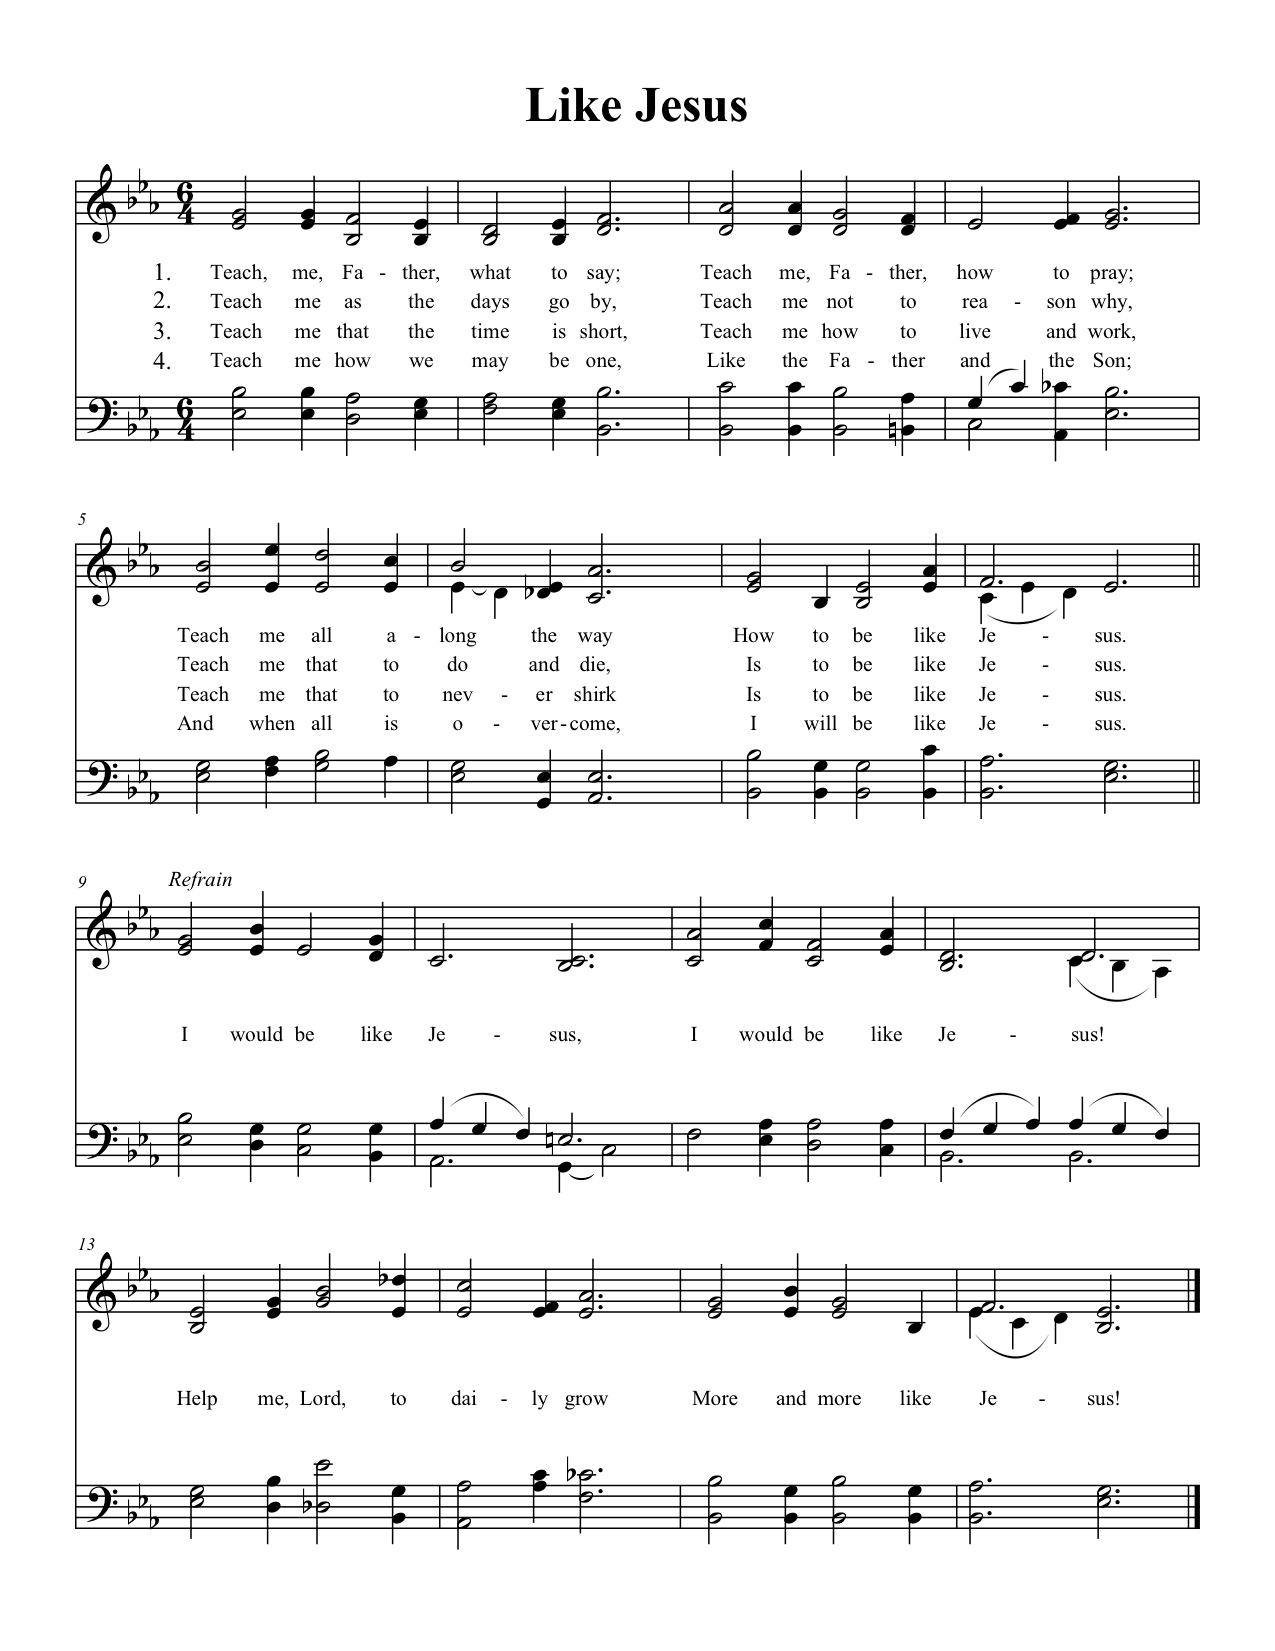 Like Jesus
6
4
1. Teach, me, Fa - ther, what to say; Teach me, Fa - ther, how to pray;
2. Teach me as the days go by, Teach me not to rea - son why,
3. Teach me that the time is short, Teach me how to live and work,
4. Teach me how we may be one, Like the Fa - ther and the Son;
6
4
5
Teach me all a - long the way How to be like Je - sus.
Teach me that to do and die, Is to be like Je - sus.
Teach me that to nev - er shirk Is to be like Je - sus.
And when all is o - ver - come, I will be like Je - sus.
9 Refrain
I would be like Je - sus, I would be like Je - sus!
13
Help me, Lord, to dai - ly grow More and more like Je - sus!